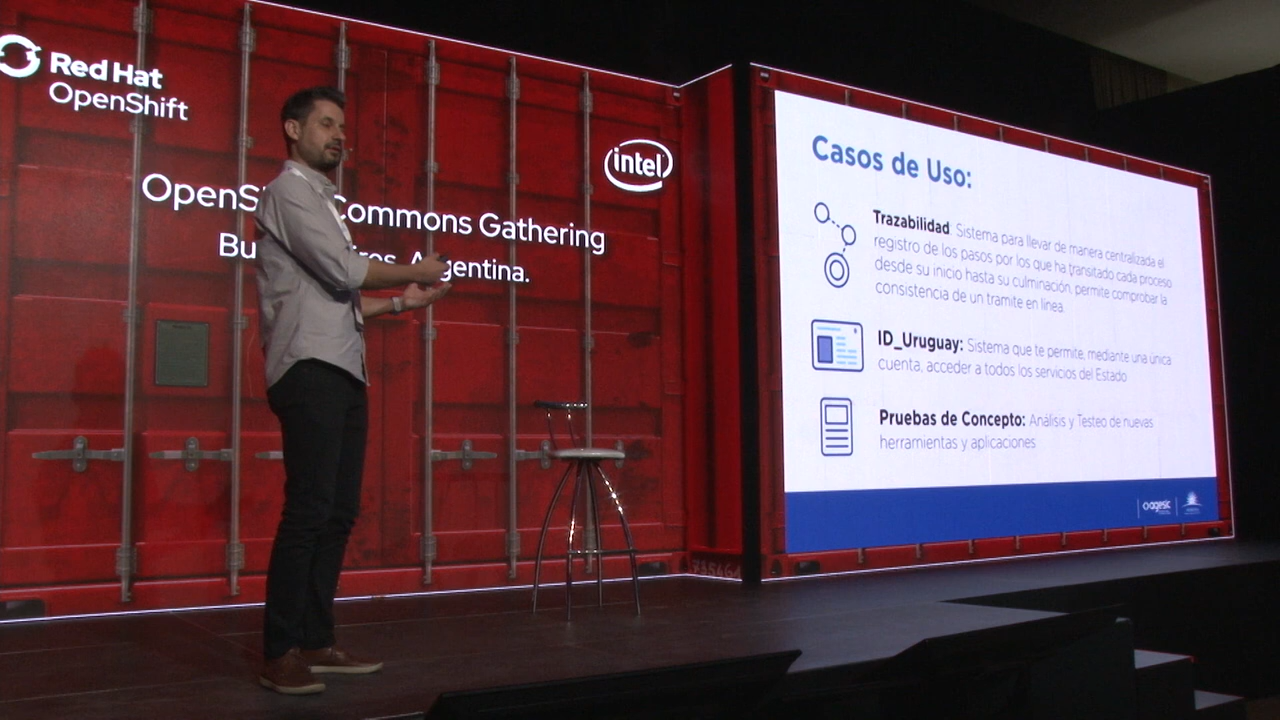 Red Hat
OpenShift
intel
OpenS Commons Gathering
Bu ires, Argentina.
Casos de Uso:
Trazabilidad: Sistema para llevar de manera centralizada el
registro de los pasos por los que ha transitado cada proceso
desde su inicio hasta su culminación, permite comprobar la
consistencia de un tramite en línea.
ID_Uruguay: Sistema que te permite, mediante una única
cuenta, acceder a todos los servicios del Estado
Pruebas de Concepto: Análisis y Testeo de nuevas
herramientas y aplicaciones
agesic